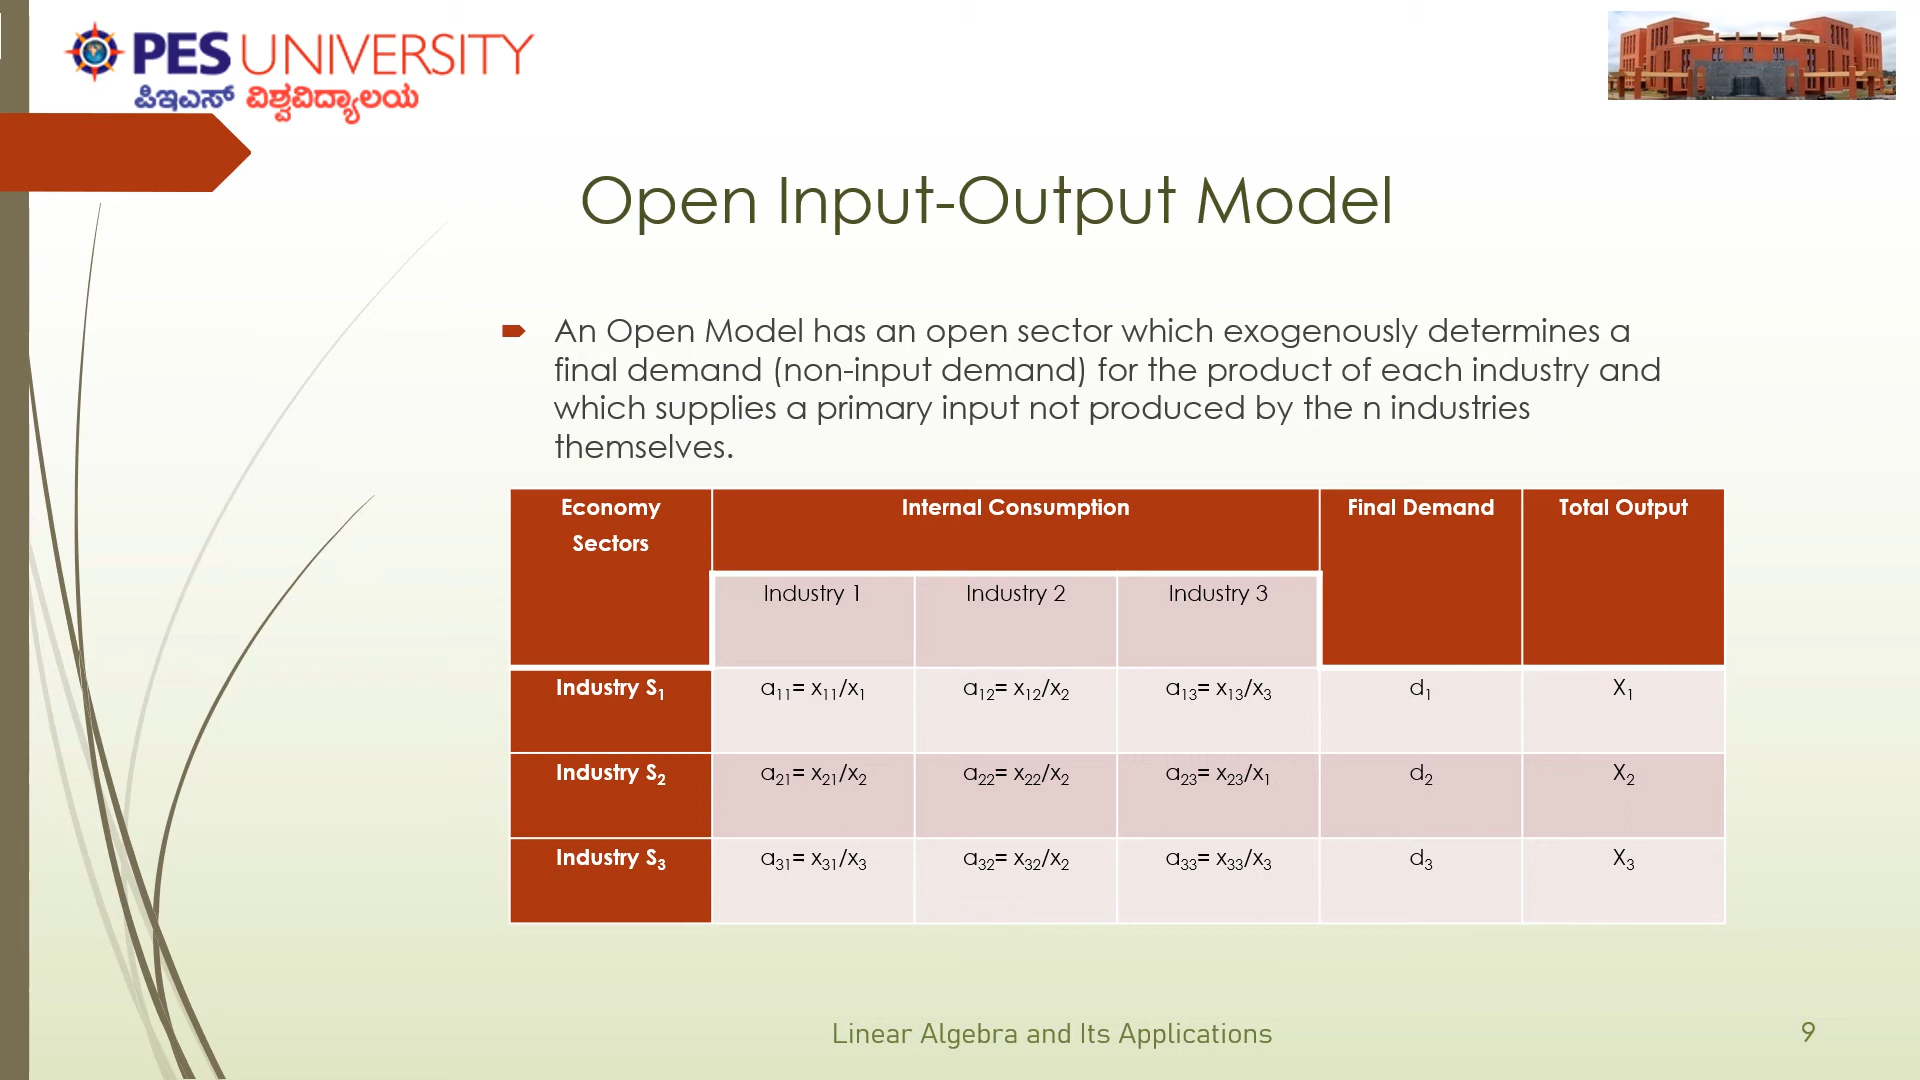 PES UNIVERSITY
ಪಿಇಎಸ್ ವಿಶ್ವವಿದ್ಯಾಲಯ
Open Input-Output Model
An Open Model has an open sector which exogenously determines a
final demand (non-input demand) for the product of each industry and
which supplies a primary input not produced by the n industries
themselves.
Economy Sectors Internal Consumption Final Demand Total Output
Industry 1 Industry 2 Industry 3
Industry S₁ a₁₁= x₁₁/x₁ a₁₂= x₁₂/x₂ a₁₃= x₁₃/x₃ d₁ X₁
Industry S₂ a₂₁= x₂₁/x₂ a₂₂= x₂₂/x₂ a₂₃= x₂₃/x₁ d₂ X₂
Industry S₃ a₃₁= x₃₁/x₃ a₃₂= x₃₂/x₂ a₃₃= x₃₃/x₃ d₃ X₃
Linear Algebra and Its Applications 9